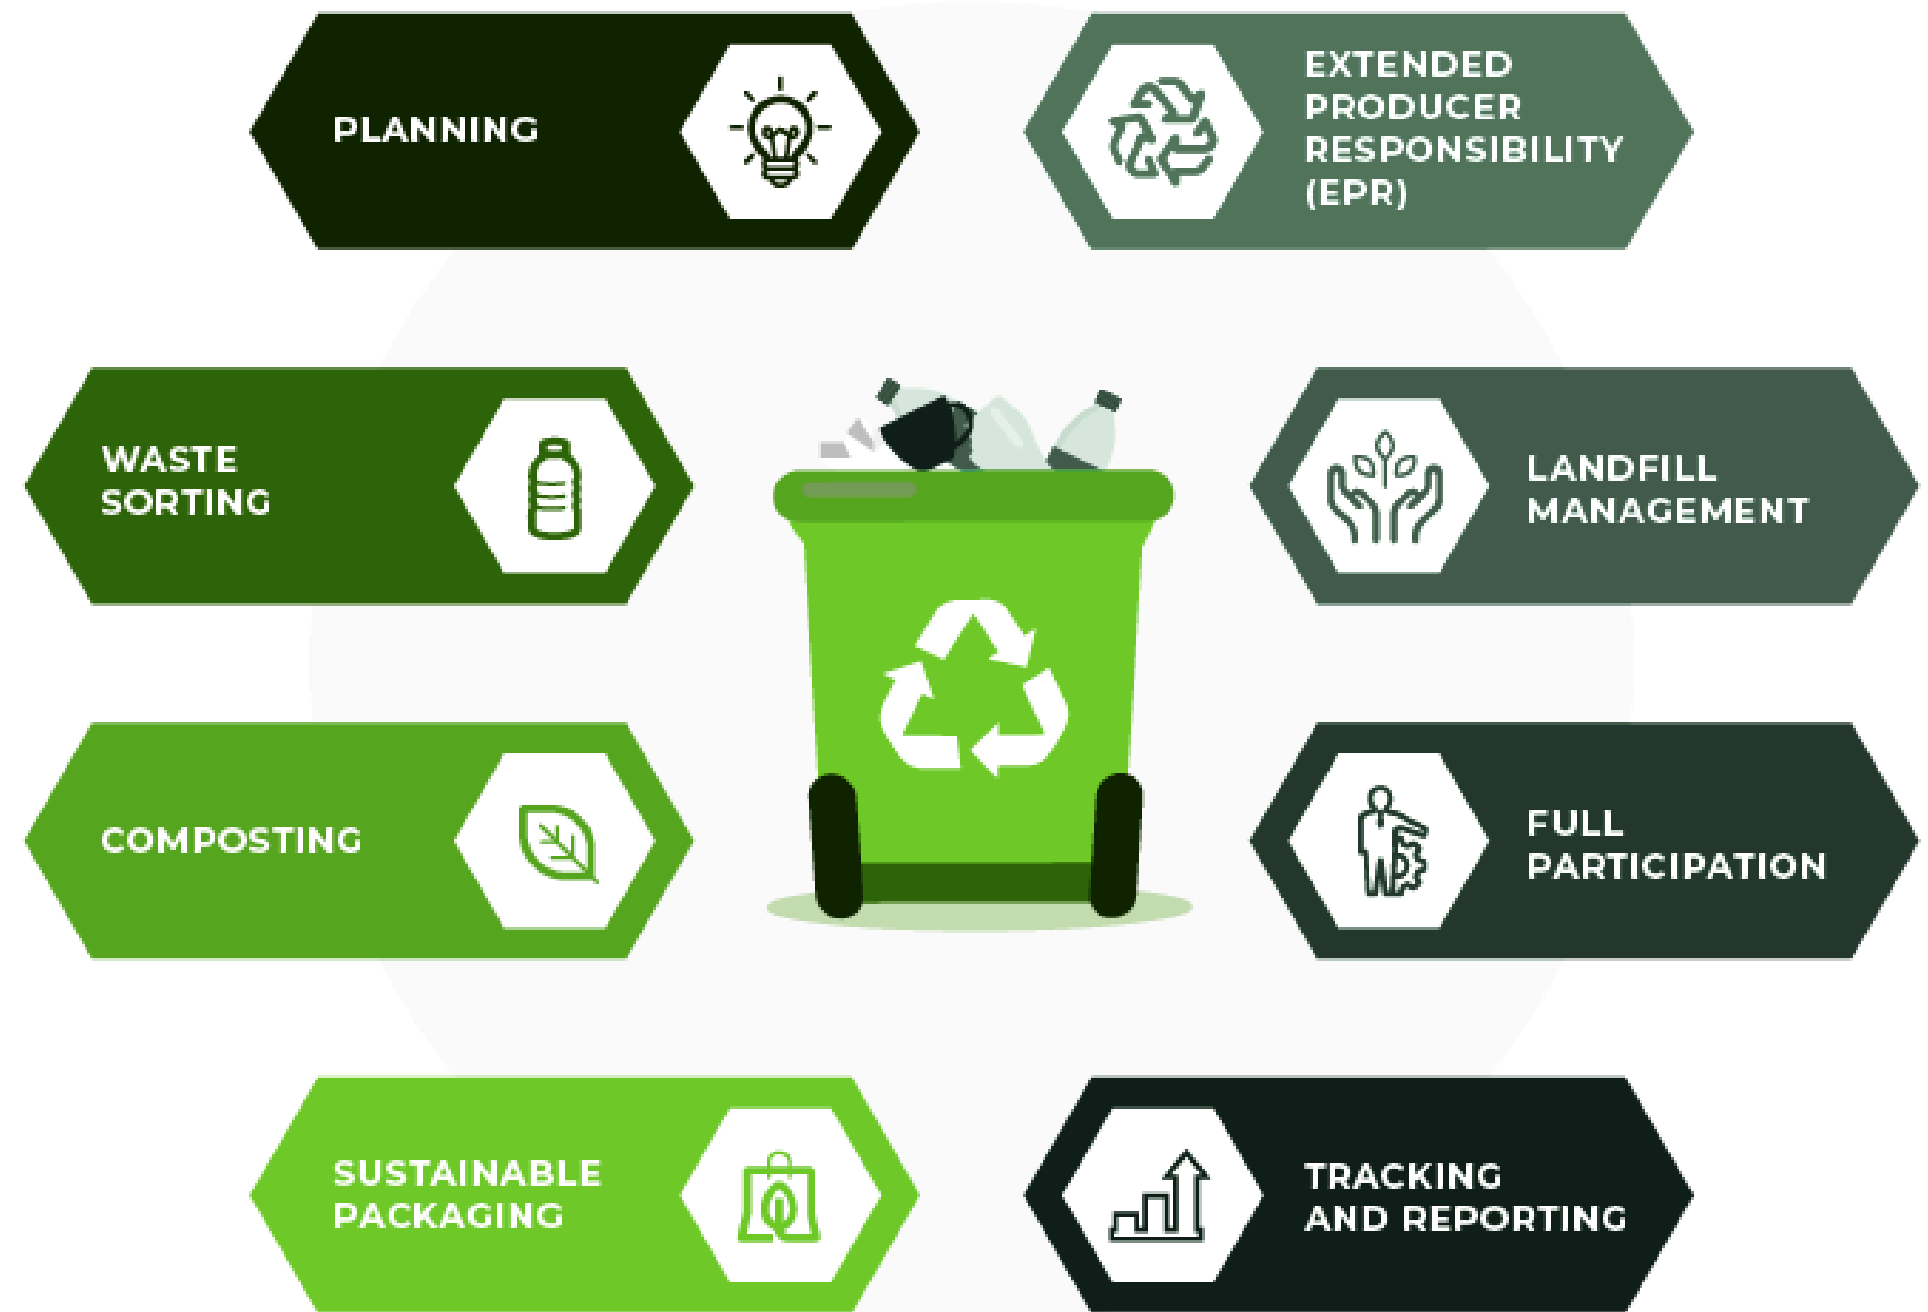 PLANNING
EXTENDED
PRODUCER
RESPONSIBILITY
(EPR)
WASTE
SORTING
LANDFILL
MANAGEMENT
COMPOSTING
FULL
PARTICIPATION
SUSTAINABLE
PACKAGING
TRACKING
AND REPORTING